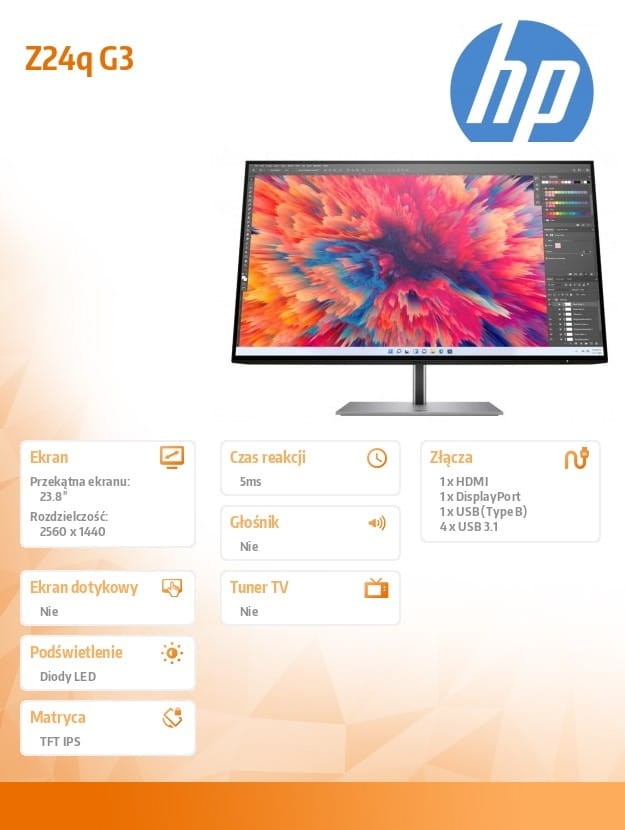 Z24q G3
hp
Ekran
Przekątna ekranu:
23.8"
Rozdzielczość:
2560 x 1440
Czas reakcji
5ms
Głośnik
Nie
Złącza
1 x HDMI
1 x DisplayPort
1 x USB (Type B)
4 x USB 3.1
Ekran dotykowy
Nie
Tuner TV
Nie
Podświetlenie
Diody LED
Matryca
TFT IPS